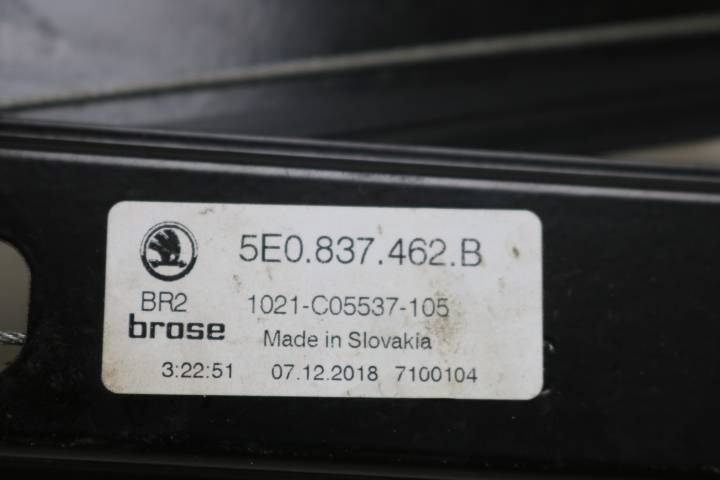 5E0.837.462.B
BR2 1021-C05537-105
brose Made in Slovakia
3:22:51 07.12.2018 7100104